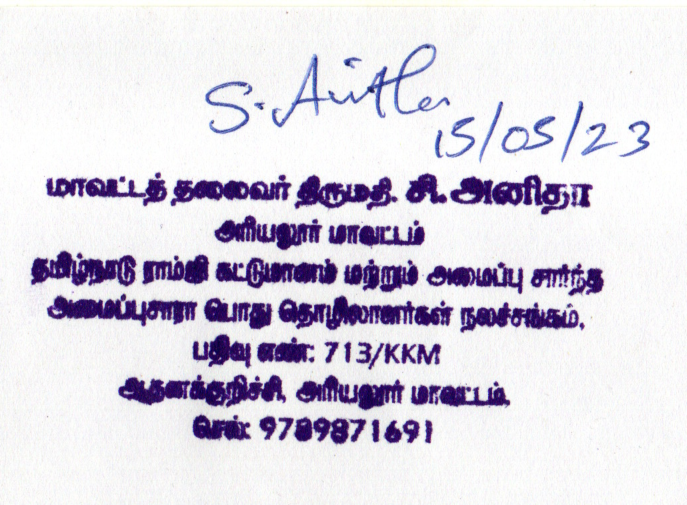 S. Anitha
15/05/23
மாவட்டத் தலைவர் திருமதி. சி. அனிதா
அரியலூர் மாவட்டம்
தமிழ்நாடு ராம்ஜி கட்டுமானம் மற்றும் அமைப்பு சார்ந்த
அமைப்புசாரா பொது தொழிலாளர்கள் நலச்சங்கம்.
பதிவு எண்: 713/KKM
ஆதனக்குறிச்சி, அரியலூர் மாவட்டம்.
செல்: 9789871691